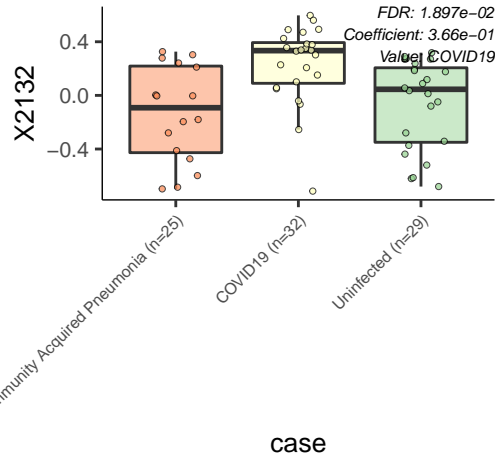 FDR: 1.897e−02
Coefficient: 3.66e−01
Value: COVID19
X2132
0.4
0.0
−0.4
mmunity Acquired Pneumonia (n=25)
COVID19 (n=32)
Uninfected (n=29)
case